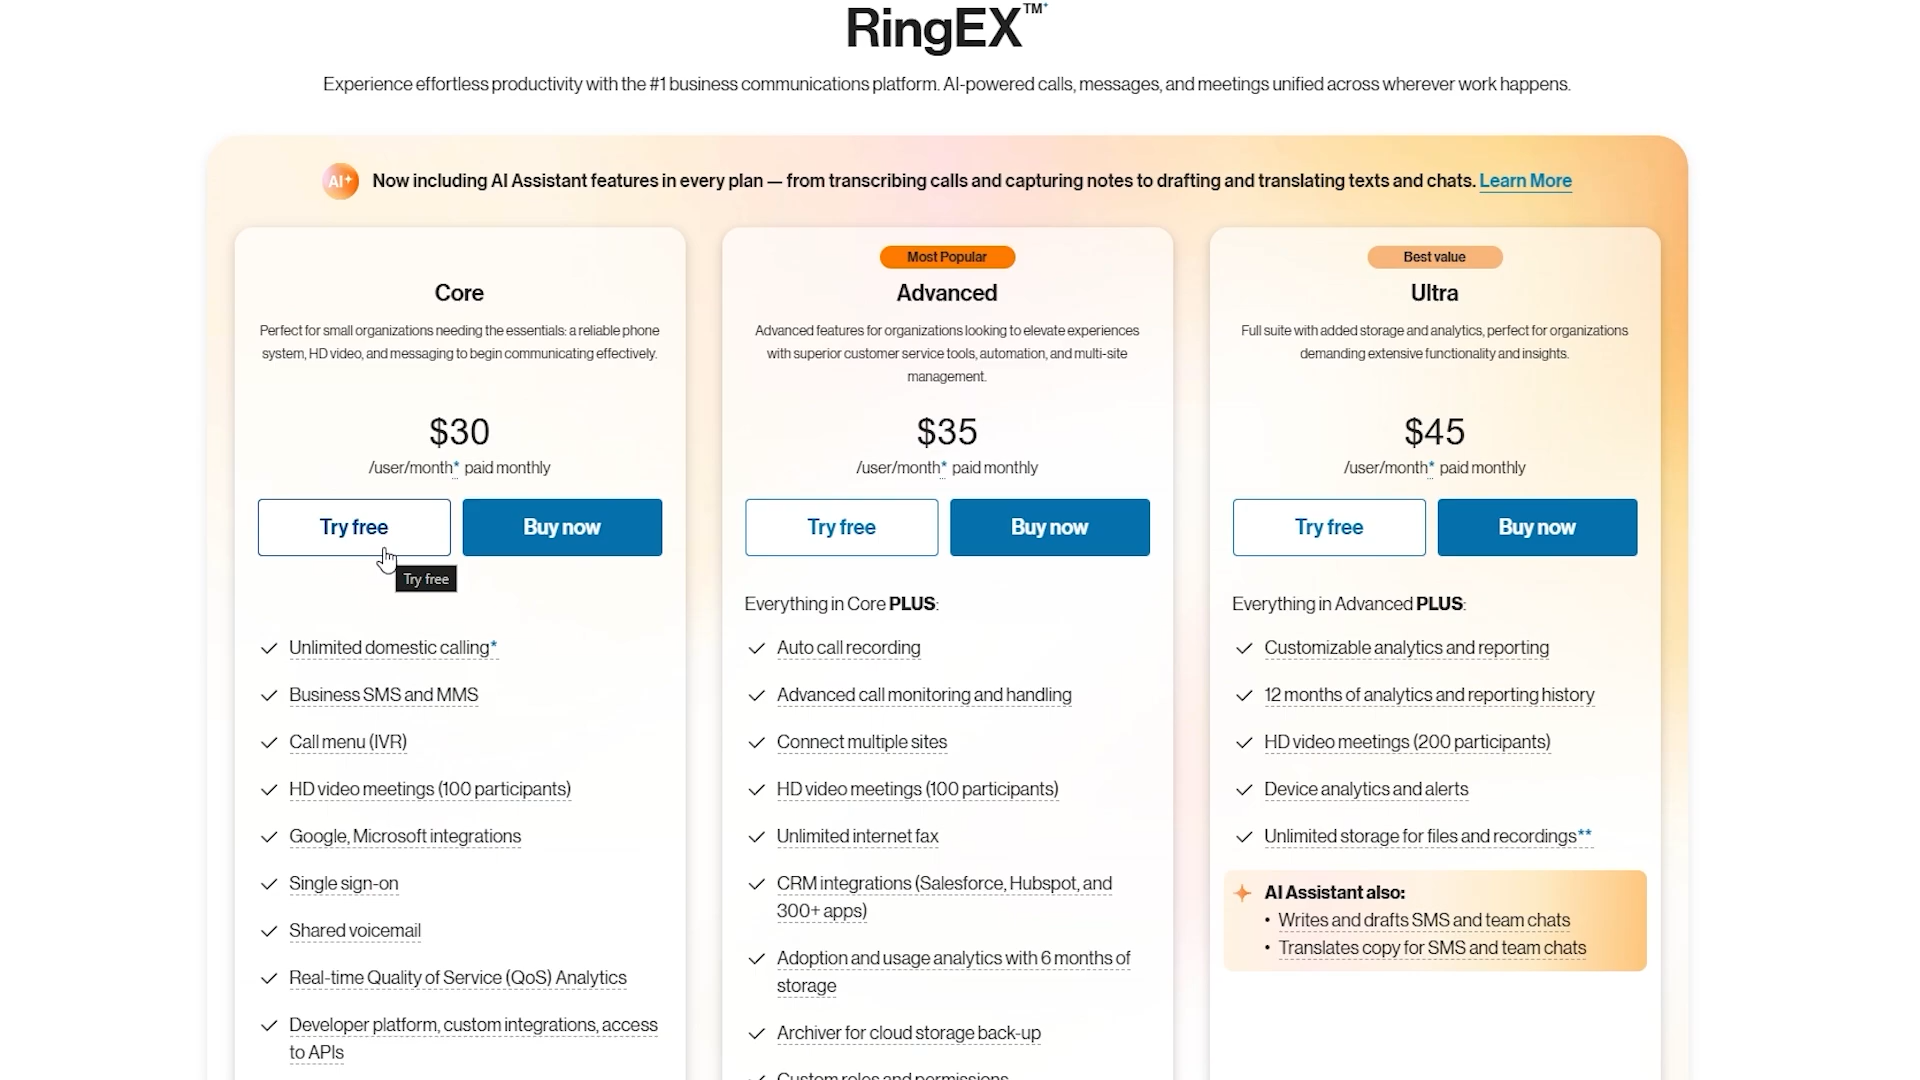 RingEX™*
Experience effortless productivity with the #1 business communications platform. AI-powered calls, messages, and meetings unified across wherever work happens.
AI+ Now including AI Assistant features in every plan — from transcribing calls and capturing notes to drafting and translating texts and chats. Learn More
Core
Perfect for small organizations needing the essentials: a reliable phone
system, HD video, and messaging to begin communicating effectively.
$30
/user/month* paid monthly
Try free
Buy now
Try free
Unlimited domestic calling*
Business SMS and MMS
Call menu (IVR)
HD video meetings (100 participants)
Google, Microsoft integrations
Single sign-on
Shared voicemail
Real-time Quality of Service (QoS) Analytics
Developer platform, custom integrations, access
to APIs
Most Popular
Advanced
Advanced features for organizations looking to elevate experiences
with superior customer service tools, automation, and multi-site
management.
$35
/user/month* paid monthly
Try free
Buy now
Everything in Core PLUS:
Auto call recording
Advanced call monitoring and handling
Connect multiple sites
HD video meetings (100 participants)
Unlimited internet fax
CRM integrations (Salesforce, Hubspot, and
300+ apps)
Adoption and usage analytics with 6 months of
storage
Archiver for cloud storage back-up
Custom roles and permissions
Best value
Ultra
Full suite with added storage and analytics, perfect for organizations
demanding extensive functionality and insights.
$45
/user/month* paid monthly
Try free
Buy now
Everything in Advanced PLUS:
Customizable analytics and reporting
12 months of analytics and reporting history
HD video meetings (200 participants)
Device analytics and alerts
Unlimited storage for files and recordings**
AI Assistant also:
• Writes and drafts SMS and team chats
• Translates copy for SMS and team chats